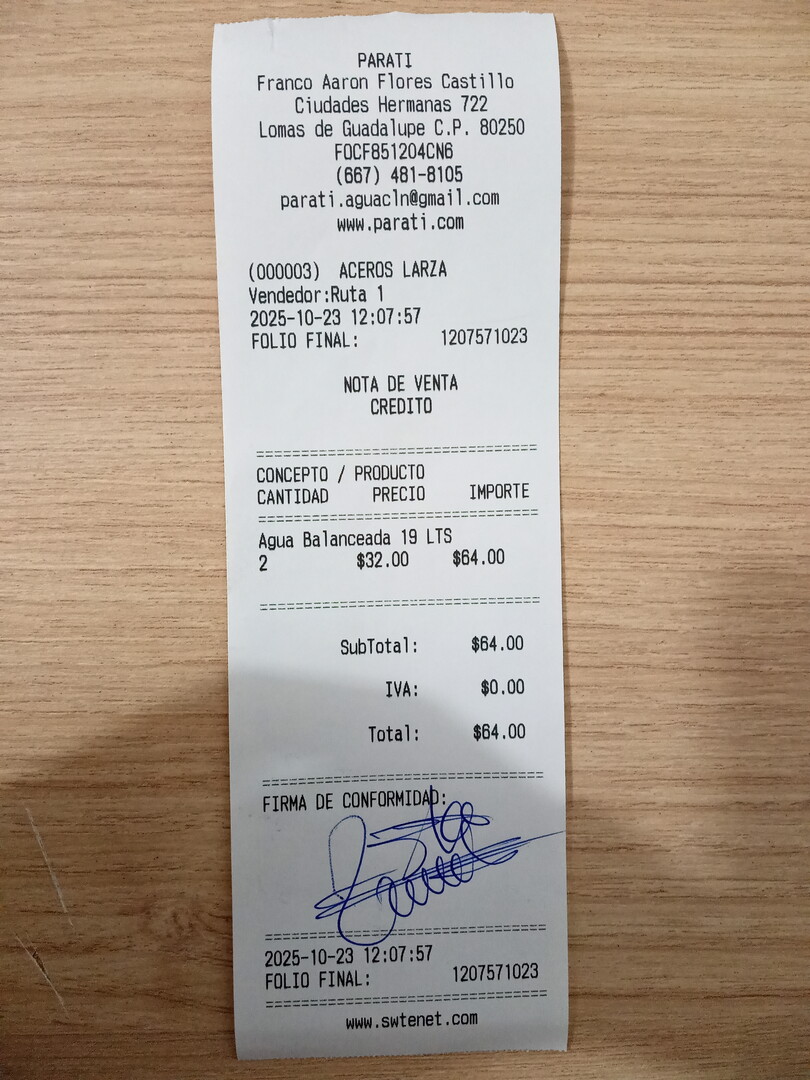 PARATI
Franco Aaron Flores Castillo
Ciudades Hermanas 722
Lomas de Guadalupe C.P. 80250
FOCF851204CN6
(667) 481-8105
parati.aguacln@gmail.com
www.parati.com
(000003) ACEROS LARZA
Vendedor:Ruta 1
2025-10-23 12:07:57
FOLIO FINAL: 1207571023
NOTA DE VENTA
CREDITO
CONCEPTO / PRODUCTO
CANTIDAD PRECIO IMPORTE
Agua Balanceada 19 LTS
2 $32.00 $64.00
SubTotal: $64.00
IVA: $0.00
Total: $64.00
FIRMA DE CONFORMIDAD:
2025-10-23 12:07:57
FOLIO FINAL: 1207571023
www.swtenet.com